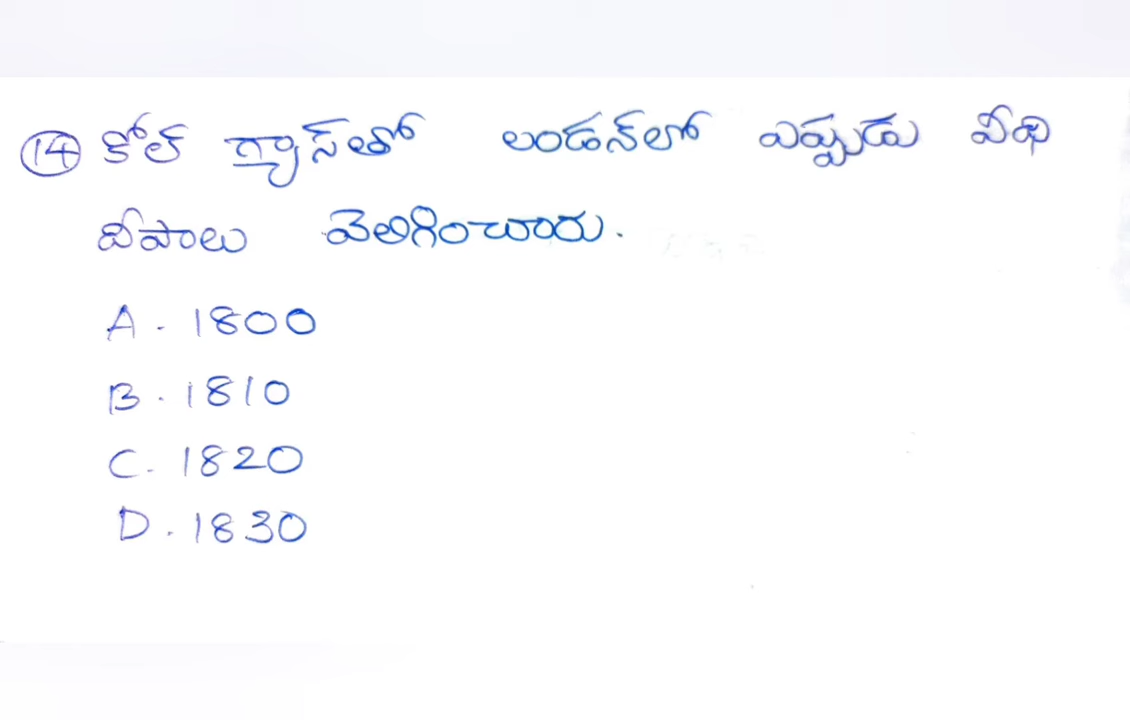 14 కోల్ గ్యాస్‌తో లండన్‌లో ఎప్పుడు వీథి
దీపాలు వెలిగించారు.
A. 1800
B. 1810
C. 1820
D. 1830